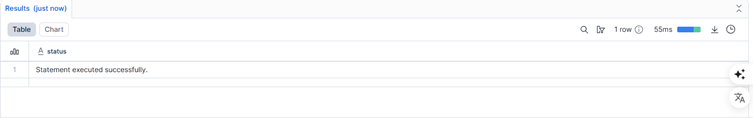 Results (just now)
Table Chart 1 row 55ms
A status
1 Statement executed successfully.